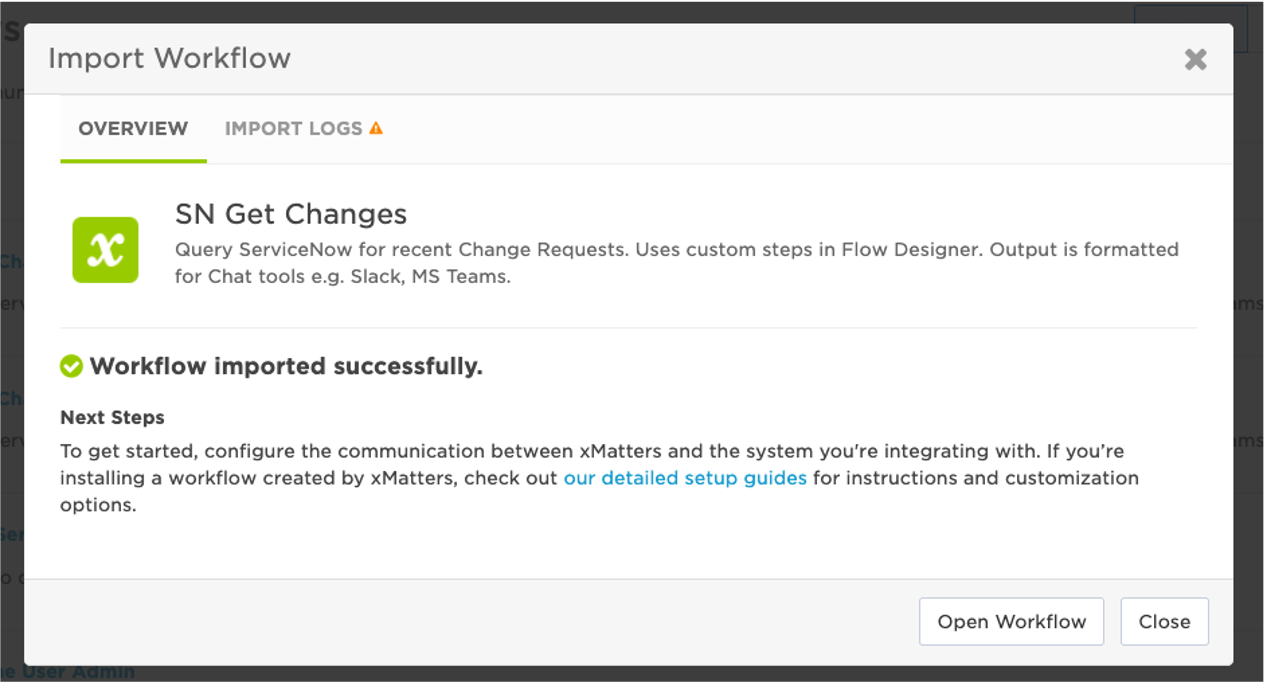 Import Workflow
OVERVIEW
IMPORT LOGS
SN Get Changes
Query ServiceNow for recent Change Requests. Uses custom steps in Flow Designer. Output is formatted
for Chat tools e.g. Slack, MS Teams.
Workflow imported successfully.
Next Steps
To get started, configure the communication between xMatters and the system you're integrating with. If you’re
installing a workflow created by xMatters, check out our detailed setup guides for instructions and customization
options.
Open Workflow
Close
User Admin